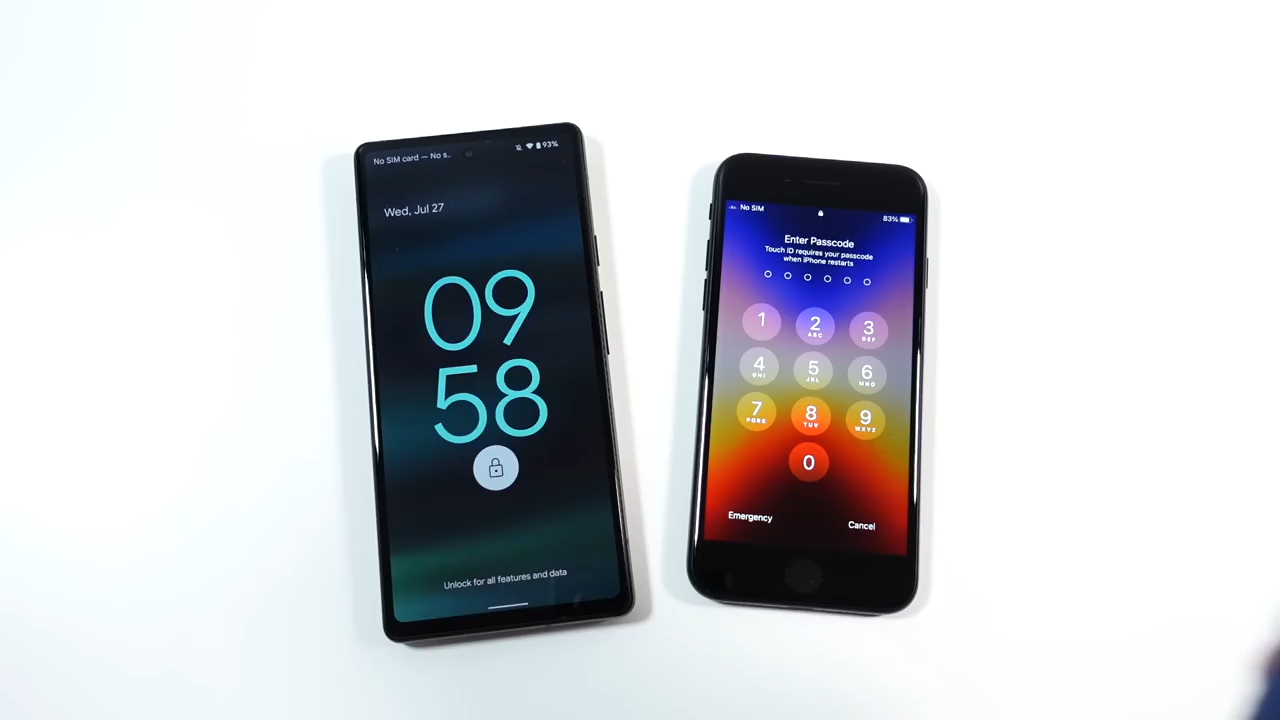 No SIM card — No s..
93%
Wed, Jul 27
09
58
Unlock for all features and data
No SIM
83%
Enter Passcode
Touch ID requires your passcode
when iPhone restarts
1
2
ABC
3
DEF
4
GHI
5
JKL
6
MNO
7
PQRS
8
TUV
9
WXYZ
0
Emergency
Cancel